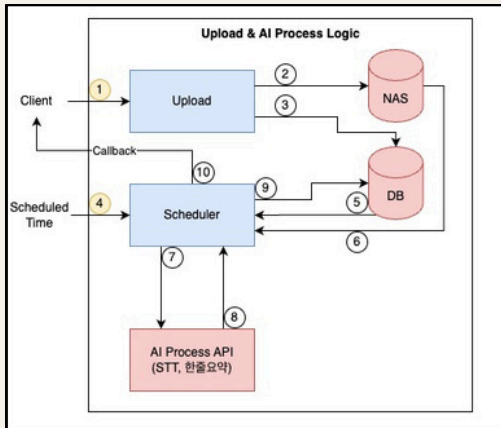 Upload & AI Process Logic
1
2
Client
Upload
NAS
3
Callback
10
9
4
Scheduled
Time
Scheduler
5
DB
6
7
8
AI Process API
(STT, 한줄요약)